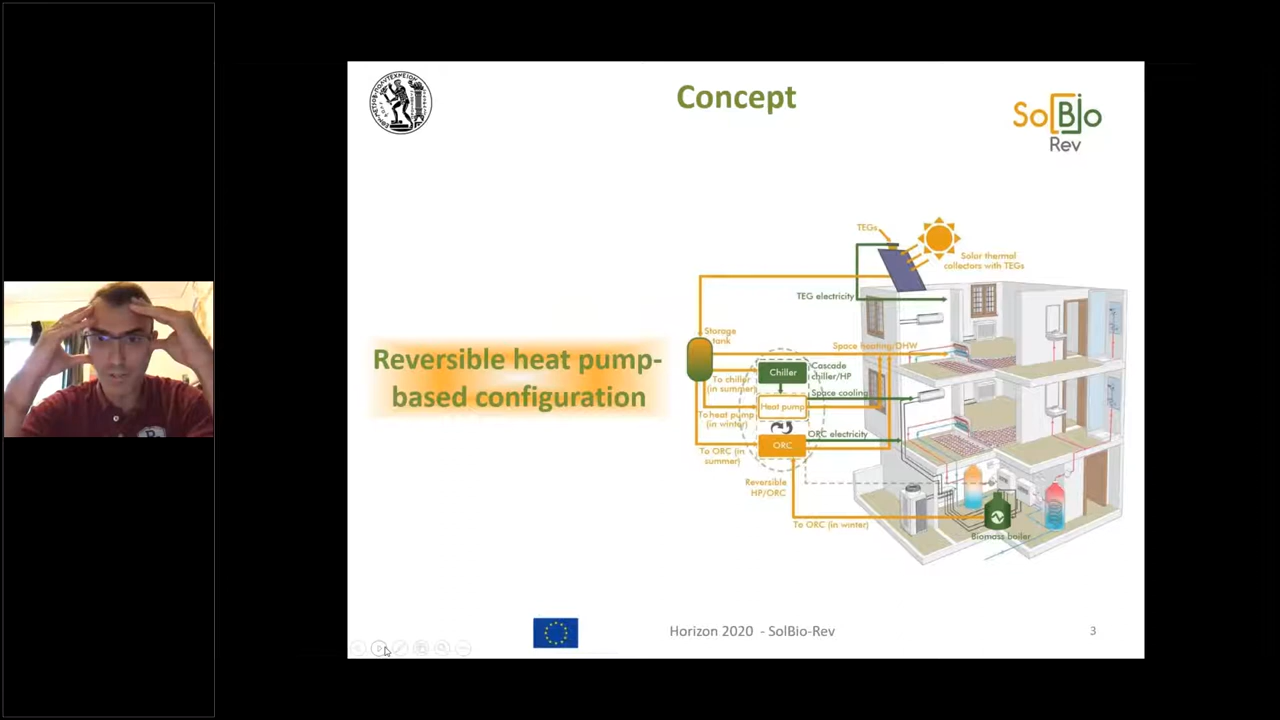 Concept
So[B]io
Rev
TEGs
Solar thermal
collectors with TEGs
TEG electricity
Storage
tank
Space heating/DHW
Reversible heat pump-
based configuration
Chiller
Cascade
chiller/HP
To chiller
(in summer)
Space cooling
Heat pump
To heat pump
(in winter)
ORC electricity
ORC
To ORC (in
summer)
Reversible
HP/ORC
To ORC (in winter)
Biomass boiler
Horizon 2020 - SolBio-Rev
3